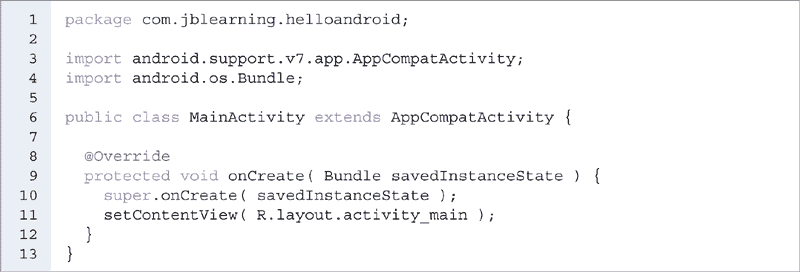 1 package com.jblearning.helloandroid;
2
3 import android.support.v7.app.AppCompatActivity;
4 import android.os.Bundle;
5
6 public class MainActivity extends AppCompatActivity {
7
8   @Override
9   protected void onCreate( Bundle savedInstanceState ) {
10     super.onCreate( savedInstanceState );
11     setContentView( R.layout.activity_main );
12   }
13 }